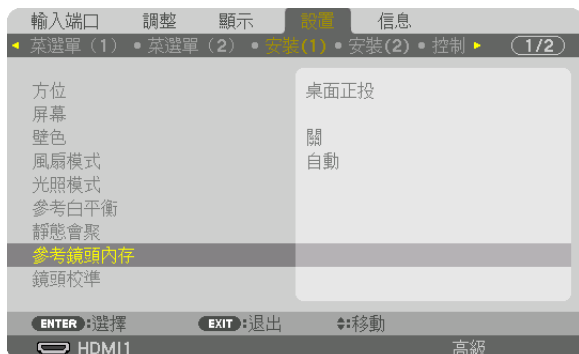 輸入端口 調整 顯示 設置 信息
菜選單（1） ● 菜選單（2） ● 安裝(1) ● 安裝(2) ● 控制 1/2
方位 桌面正投
屏幕
壁色 關
風扇模式 自動
光照模式
參考白平衡
靜態會聚
參考鏡頭內存
鏡頭校準
ENTER:選擇 EXIT:退出 :移動
HDMI1 高級